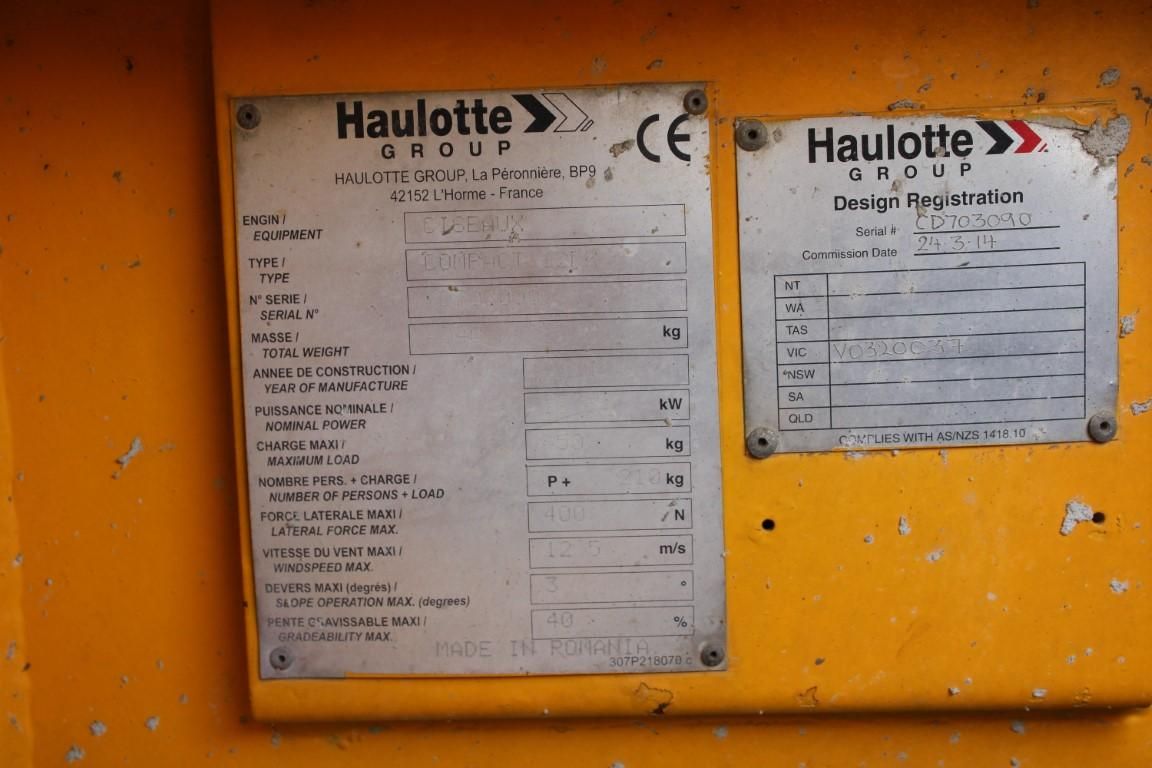 Haulotte
GROUP
CE
HAULOTTE GROUP, La Péronnière, BP9
42152 L'Horme - France
ENGIN / CISEAUX
EQUIPMENT
TYPE / COMPACT
TYPE
N° SERIE /
SERIAL N°
MASSE / kg
TOTAL WEIGHT
ANNEE DE CONSTRUCTION /
YEAR OF MANUFACTURE
PUISSANCE NOMINALE / kW
NOMINAL POWER
CHARGE MAXI / kg
MAXIMUM LOAD
NOMBRE PERS. + CHARGE / P + 210 kg
NUMBER OF PERSONS + LOAD
FORCE LATERALE MAXI / 400 N
LATERAL FORCE MAX.
VITESSE DU VENT MAXI / 12.5 m/s
WINDSPEED MAX.
DEVERS MAXI (degrés) / 3 °
SLOPE OPERATION MAX. (degrees)
PENTE GRAVISSABLE MAXI / 40 %
GRADEABILITY MAX.
MADE IN ROMANIA
307P218070 c
Haulotte
GROUP
Design Registration
Serial # CD703090
Commission Date 24.3.14
NT
WA
TAS
VIC V0320037
NSW
SA
QLD
COMPLIES WITH AS/NZS 1418.10